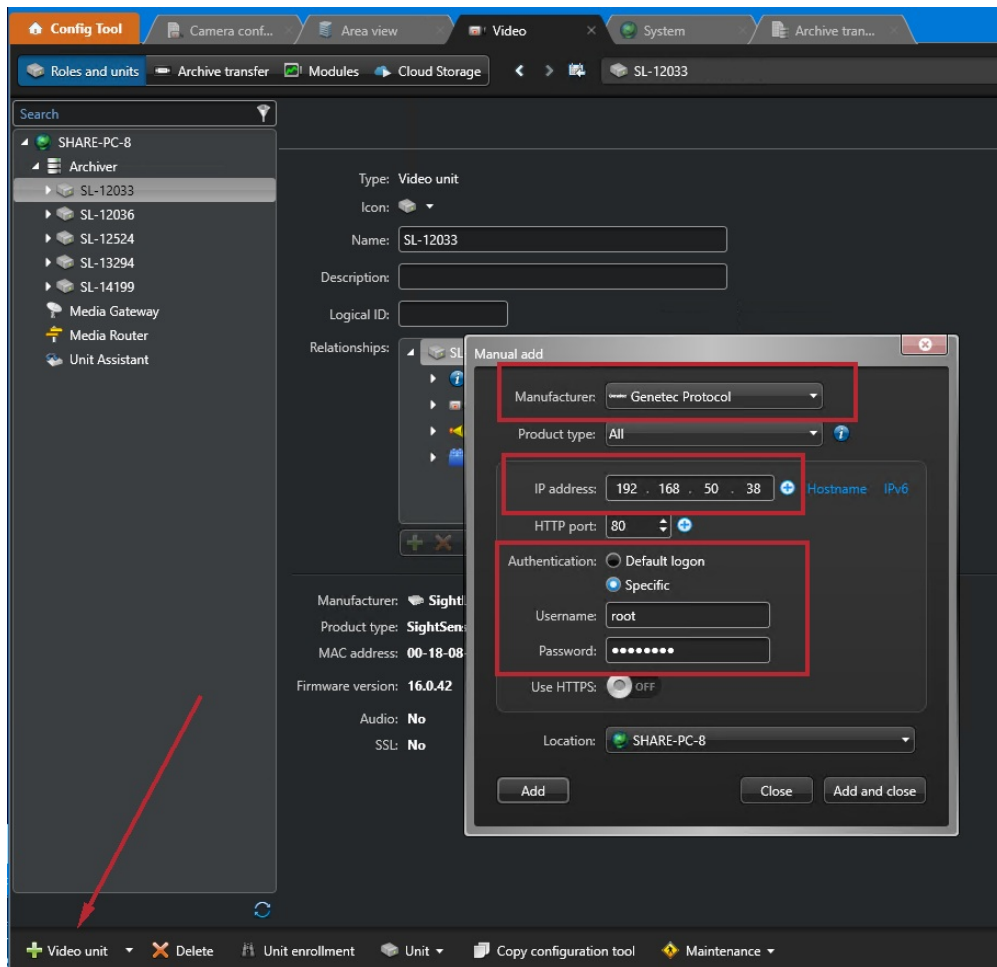 Config Tool
Camera conf...
Area view
Video
System
Archive tran...
Roles and units
Archive transfer
Modules
Cloud Storage
SL-12033
Search
SHARE-PC-8
Archiver
SL-12033
SL-12036
SL-12524
SL-13294
SL-14199
Media Gateway
Media Router
Unit Assistant
Type: Video unit
Icon:
Name: SL-12033
Description:
Logical ID:
Relationships:
SL
Manufacturer: Sightl
Product type: SightSen
MAC address: 00-18-08-
Firmware version: 16.0.42
Audio: No
SSL: No
Manual add
Manufacturer: Genetec Protocol
Product type: All
IP address: 192 . 168 . 50 . 38 Hostname IPv6
HTTP port: 80
Authentication: Default logon
Specific
Username: root
Password: ••••••••
Use HTTPS: OFF
Location: SHARE-PC-8
Add
Close
Add and close
Video unit
Delete
Unit enrollment
Unit
Copy configuration tool
Maintenance